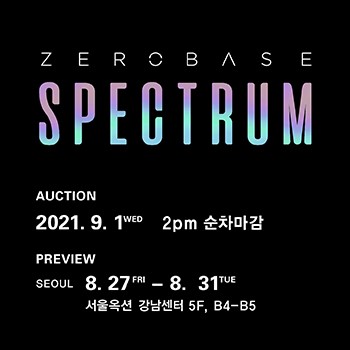 ZEROBASE
SPECTRUM
AUCTION
2021. 9. 1WED 2pm 순차마감
PREVIEW
SEOUL 8. 27FRI – 8. 31TUE
서울옥션 강남센터 5F, B4–B5